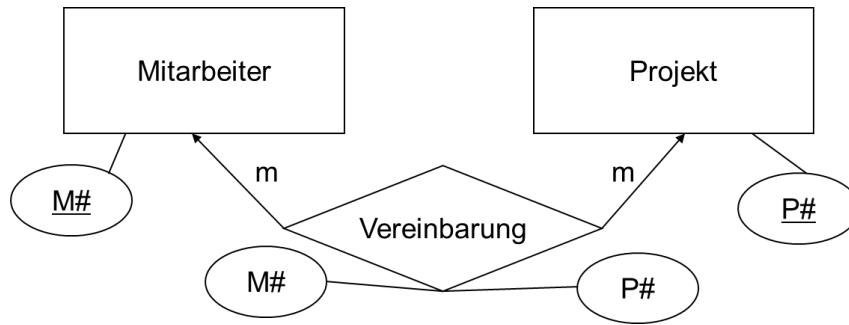 Mitarbeiter
Projekt
m
m
M#
P#
Vereinbarung
M#
P#